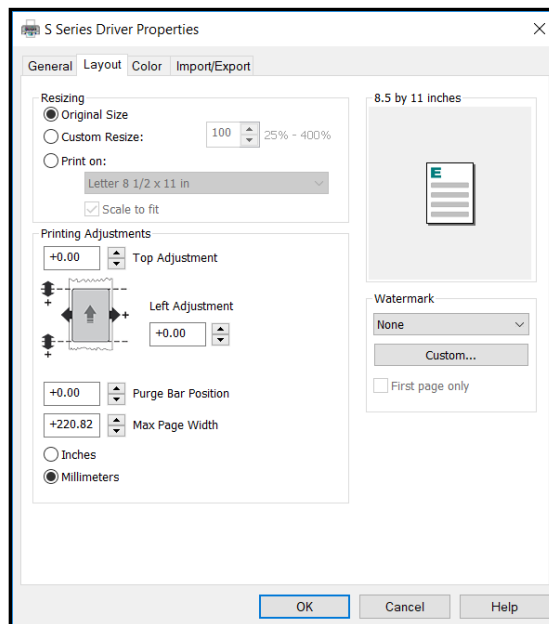 S Series Driver Properties
General Layout Color Import/Export
Resizing
Original Size
Custom Resize: 100 25% - 400%
Print on:
Letter 8 1/2 x 11 in
Scale to fit
Printing Adjustments
+0.00 Top Adjustment
+
+
+
Left Adjustment
+0.00
+0.00 Purge Bar Position
+220.82 Max Page Width
Inches
Millimeters
8.5 by 11 inches
E
Watermark
None
Custom...
First page only
OK Cancel Help